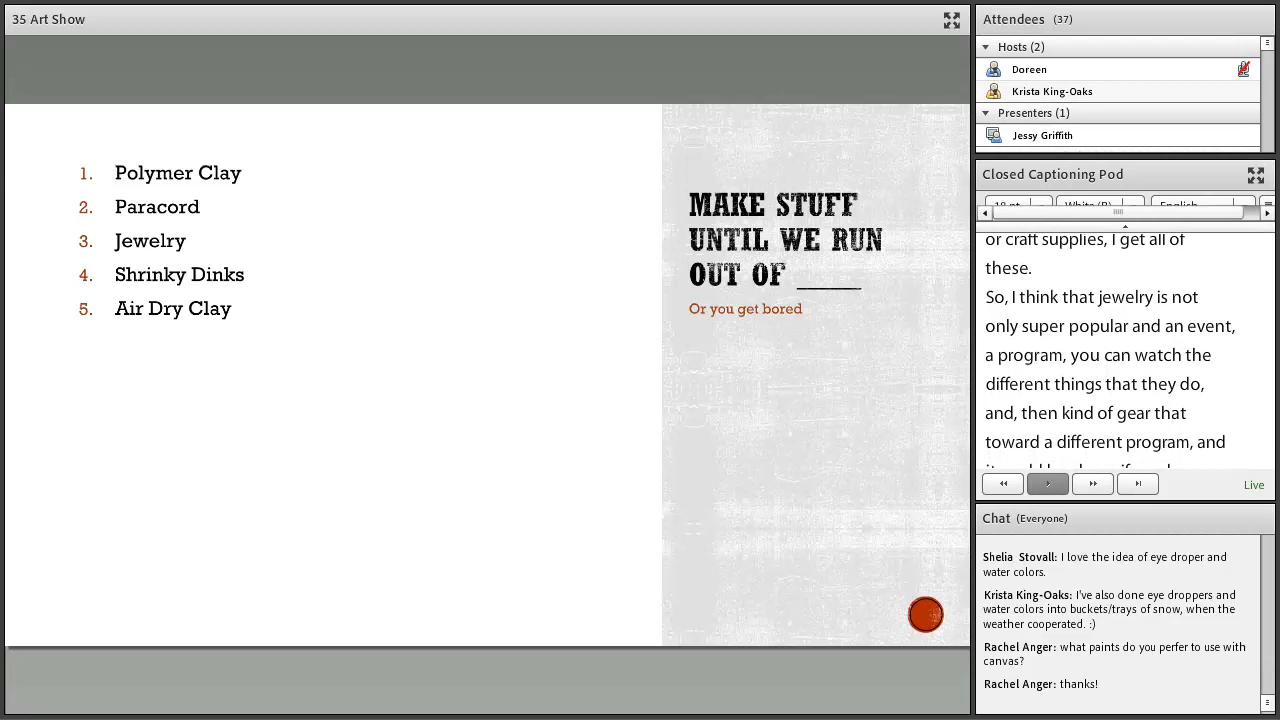 35 Art Show
1. Polymer Clay
2. Paracord
3. Jewelry
4. Shrinky Dinks
5. Air Dry Clay
MAKE STUFF
UNTIL WE RUN
OUT OF _____
Or you get bored
Attendees (37)
Hosts (2)
Doreen
Krista King-Oaks
Presenters (1)
Jessy Griffith
Closed Captioning Pod
18 pt White (B) English
or craft supplies, I get all of
these.
So, I think that jewelry is not
only super popular and an event,
a program, you can watch the
different things that they do,
and, then kind of gear that
toward a different program, and
Live
Chat (Everyone)
Shelia Stovall: I love the idea of eye droper and
water colors.
Krista King-Oaks: I've also done eye droppers and
water colors into buckets/trays of snow, when the
weather cooperated. :)
Rachel Anger: what paints do you perfer to use with
canvas?
Rachel Anger: thanks!